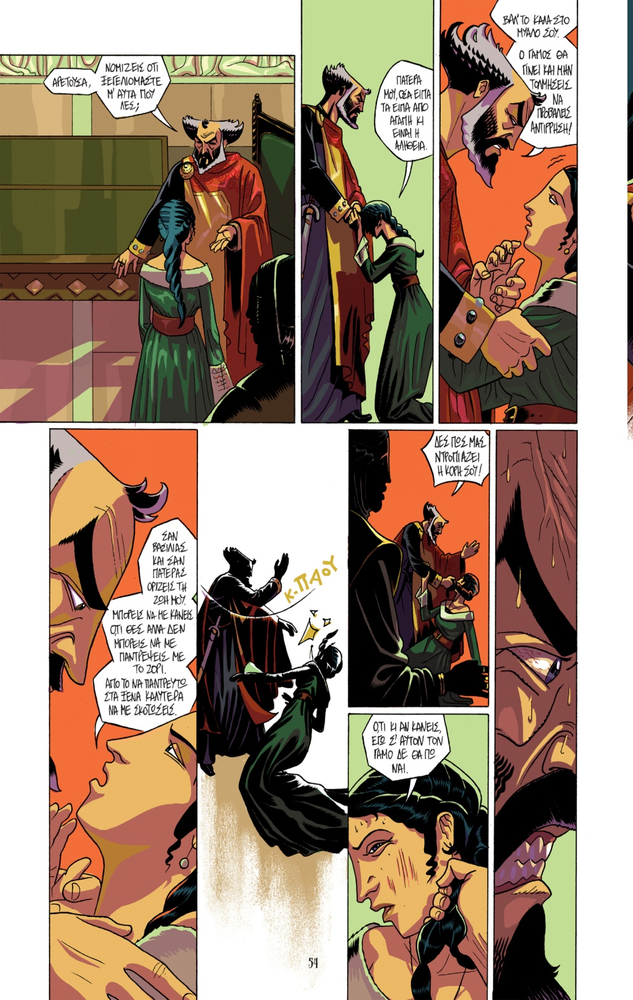 ΑΡΕΤΟΥΣΑ,
ΝΟΜΙΖΕΙΣ ΟΤΙ
ΞΕΓΕΛΙΟΜΑΣΤΕ
Μ' ΑΥΤΑ ΠΟΥ
ΛΕΣ;
ΠΑΤΕΡΑ
ΜΟΥ, ΟΣΑ ΕΙΠΑ
ΤΑ ΕΙΠΑ ΑΠΟ
ΑΓΑΠΗ ΚΙ
ΕΙΝΑΙ Η
ΑΛΗΘΕΙΑ.
ΒΑΛ' ΤΟ ΚΑΛΑ ΣΤΟ
ΜΥΑΛΟ ΣΟΥ.
Ο ΓΑΜΟΣ ΘΑ
ΓΙΝΕΙ ΚΑΙ ΜΗΝ
ΤΟΛΜΗΣΕΙΣ
ΝΑ
ΠΡΟΒΑΛΕΙΣ
ΑΝΤΙΡΡΗΣΗ!
ΣΑΝ
ΒΑΣΙΛΙΑΣ
ΚΑΙ ΣΑΝ
ΠΑΤΕΡΑΣ
ΟΡΙΖΕΙΣ ΤΗ
ΖΩΗ ΜΟΥ.
ΜΠΟΡΕΙΣ ΝΑ ΜΕ ΚΑΝΕΙΣ
Ο,ΤΙ ΘΕΣ ΑΛΛΑ ΔΕΝ
ΜΠΟΡΕΙΣ ΝΑ ΜΕ
ΠΑΝΤΡΕΨΕΙΣ ΜΕ
ΤΟ ΖΟΡΙ.
ΑΠΟ ΤΟ ΝΑ ΠΑΝΤΡΕΥΤΩ
ΣΤΑ ΞΕΝΑ ΚΑΛΥΤΕΡΑ
ΝΑ ΜΕ ΣΚΟΤΩΣΕΙΣ.
Κ-ΠΑΟΥ
ΔΕΣ ΠΩΣ ΜΑΣ
ΝΤΡΟΠΙΑΖΕΙ
Η ΚΟΡΗ ΣΟΥ!
Ο,ΤΙ ΚΙ ΑΝ ΚΑΝΕΙΣ,
ΕΓΩ Σ' ΑΥΤΟΝ ΤΟΝ
ΓΑΜΟ ΔΕ ΘΑ ΠΩ
ΝΑΙ.
54